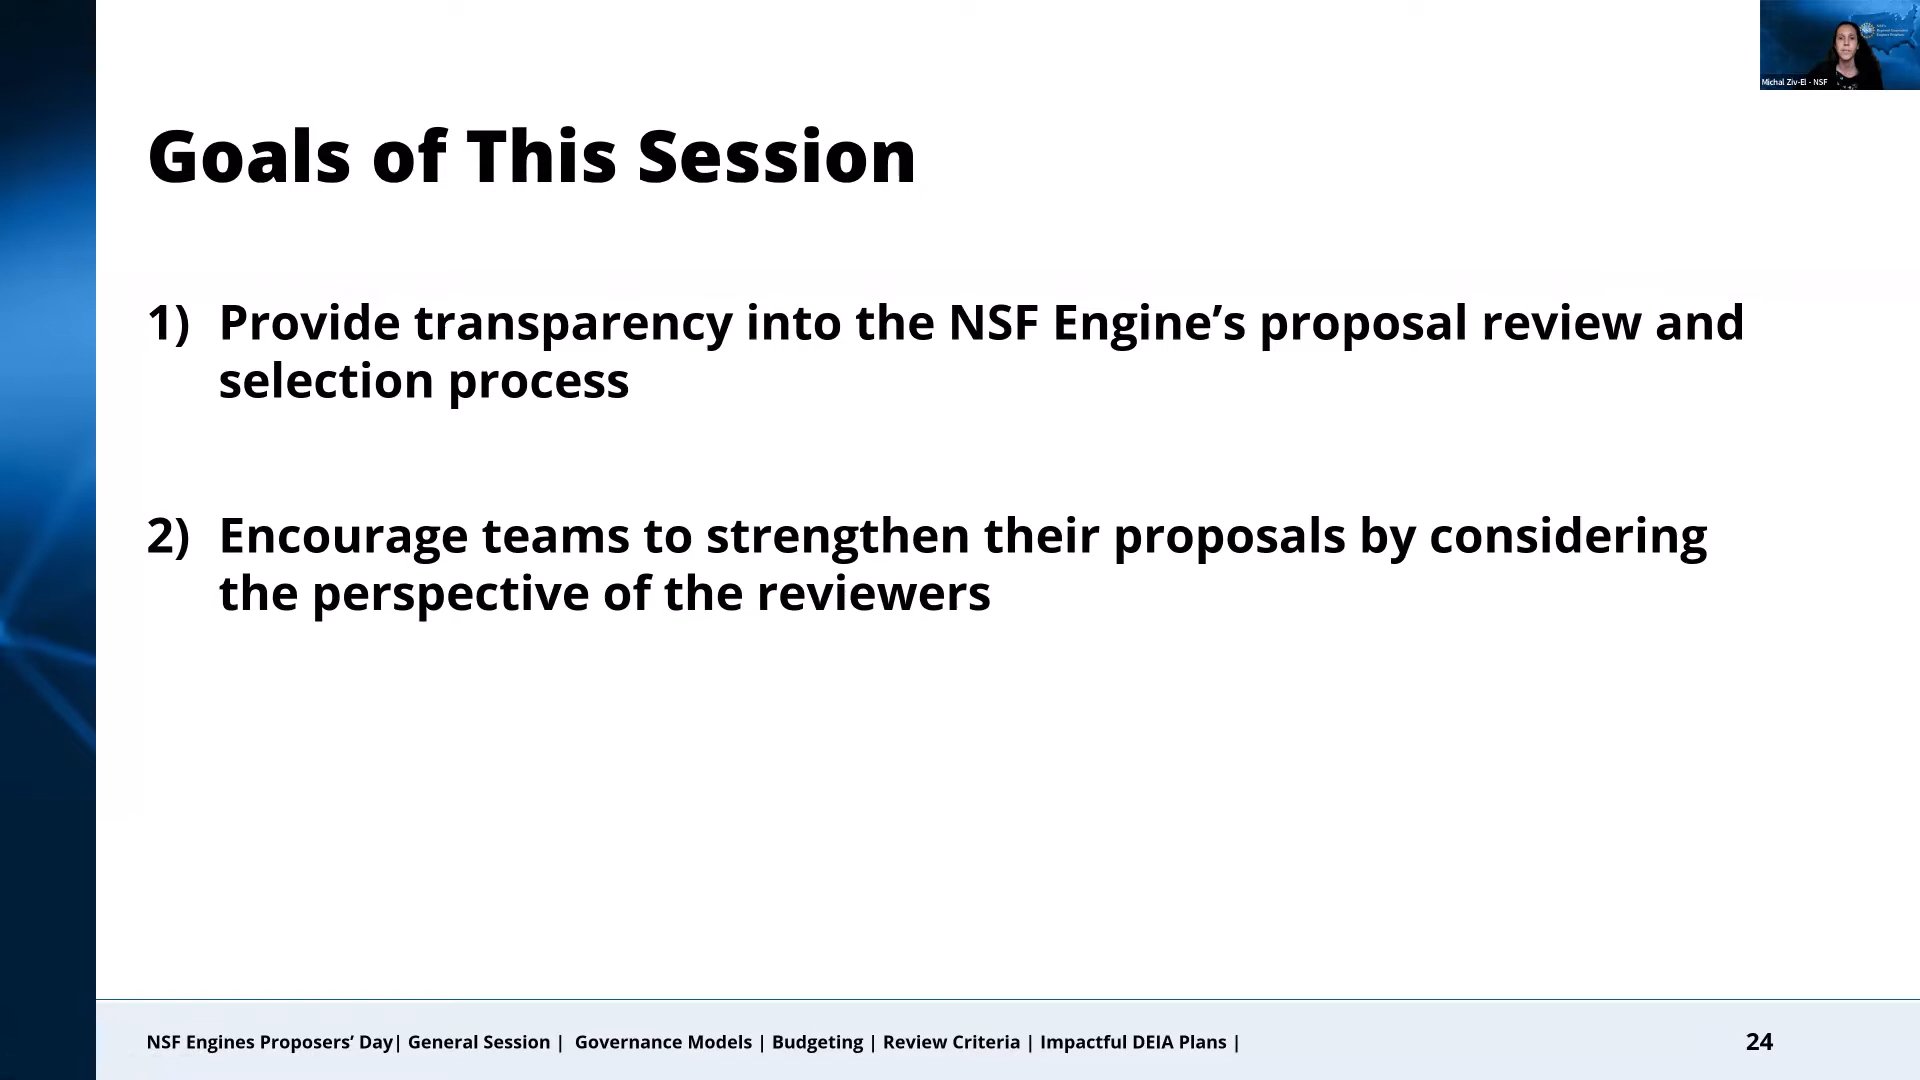 Michal Ziv-El - NSF
Goals of This Session
1) Provide transparency into the NSF Engine’s proposal review and
selection process
2) Encourage teams to strengthen their proposals by considering
the perspective of the reviewers
NSF Engines Proposers’ Day| General Session | Governance Models | Budgeting | Review Criteria | Impactful DEIA Plans |
24